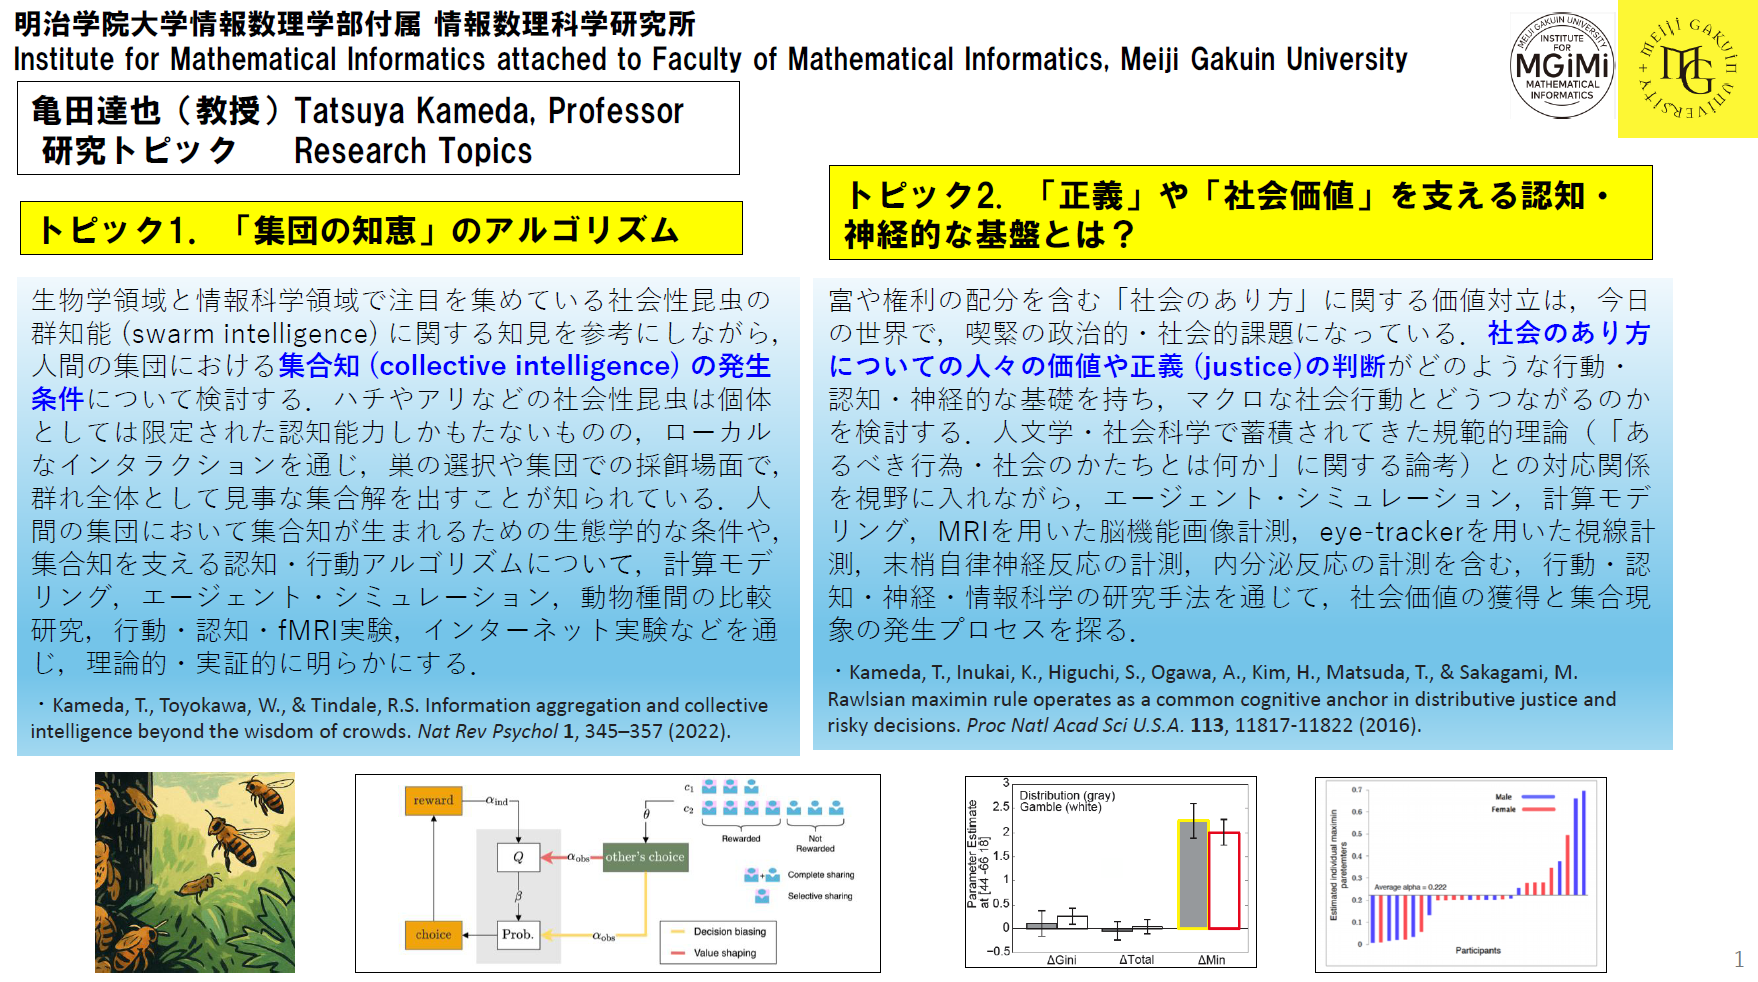 明治学院大学情報数理学部付属 情報数理科学研究所
Institute for Mathematical Informatics attached to Faculty of Mathematical Informatics, Meiji Gakuin University
MEIJI GAKUIN UNIVERSITY
INSTITUTE
FOR
MGiMi
MATHEMATICAL
INFORMATICS
MEIJI GAKUIN UNIVERSITY
MG
亀田達也（教授）Tatsuya Kameda, Professor
研究トピック Research Topics
トピック1. 「集団の知恵」のアルゴリズム
生物学領域と情報科学領域で注目を集めている社会性昆虫の
群知能 (swarm intelligence) に関する知見を参考にしながら,
人間の集団における集合知 (collective intelligence) の発生
条件について検討する．ハチやアリなどの社会性昆虫は個体
としては限定された認知能力しかもたないものの，ローカル
なインタラクションを通じ，巣の選択や集団での採餌場面で,
群れ全体として見事な集合解を出すことが知られている．人
間の集団において集合知が生まれるための生態学的な条件や,
集合知を支える認知・行動アルゴリズムについて，計算モデ
リング，エージェント・シミュレーション，動物種間の比較
研究，行動・認知・fMRI実験，インターネット実験などを通
じ，理論的・実証的に明らかにする．
・Kameda, T., Toyokawa, W., & Tindale, R.S. Information aggregation and collective
intelligence beyond the wisdom of crowds. Nat Rev Psychol 1, 345–357 (2022).
トピック2. 「正義」や「社会価値」を支える認知・
神経的な基盤とは？
富や権利の配分を含む「社会のあり方」に関する価値対立は，今日
の世界で，喫緊の政治的・社会的課題になっている．社会のあり方
についての人々の価値や正義 (justice)の判断がどのような行動・
認知・神経的な基礎を持ち，マクロな社会行動とどうつながるのか
を検討する．人文学・社会科学で蓄積されてきた規範的理論（「あ
るべき行為・社会のかたちとは何か」に関する論考）との対応関係
を視野に入れながら，エージェント・シミュレーション，計算モデ
リング，MRIを用いた脳機能画像計測，eye-trackerを用いた視線計
測，末梢自律神経反応の計測，内分泌反応の計測を含む，行動・認
知・神経・情報科学の研究手法を通じて，社会価値の獲得と集合現
象の発生プロセスを探る．
・Kameda, T., Inukai, K., Higuchi, S., Ogawa, A., Kim, H., Matsuda, T., & Sakagami, M.
Rawlsian maximin rule operates as a common cognitive anchor in distributive justice and
risky decisions. Proc Natl Acad Sci U.S.A. 113, 11817-11822 (2016).
reward
αind
Q
αobs
other's choice
β
choice
Prob.
αobs
θ
c1
c2
Rewarded
Not
Rewarded
+
Complete sharing
Selective sharing
Decision biasing
Value shaping
Distribution (gray)
Gamble (white)
Parameter Estimate
at [44 -66 18]
3
2.5
2
1.5
1
0.5
0
−0.5
ΔGini
ΔTotal
ΔMin
Male
Female
Estimated individual maximin
paremters
0.7
0.6
0.5
0.4
0.3
0.2
0.1
0
Average alpha = 0.222
Participants
1